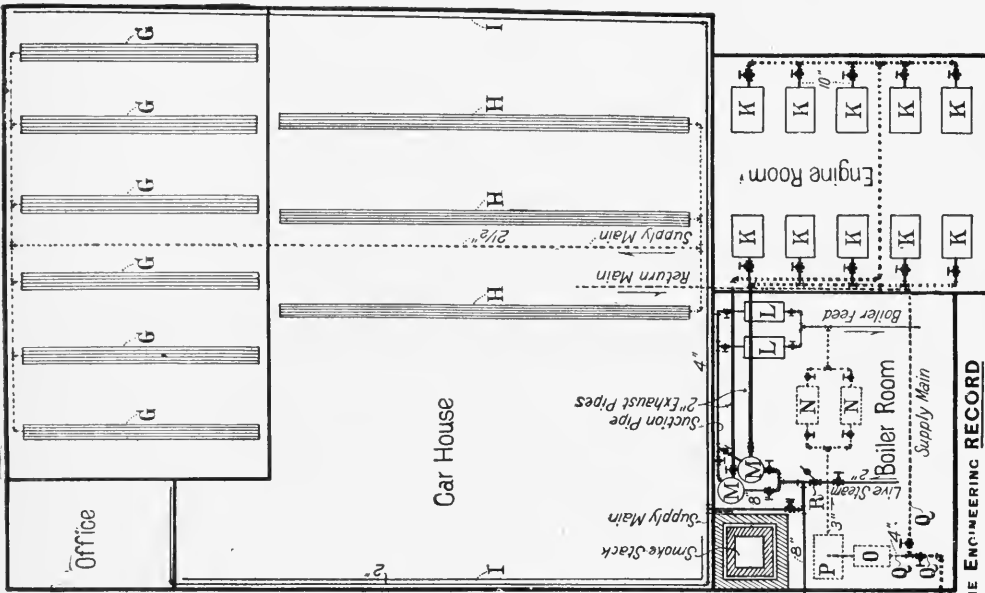 G
G
G
G
G
G
I
H
H
H
Office
Car House
2½"
Supply Main
Return Main
4"
2"
I
K
K
K
K
K
10"
Engine Room
K
K
K
K
K
L
L
Boiler Feed
2" Exhaust Pipes
Suction Pipe
N
N
Boiler Room
Supply Main
M
M
8"
Live Steam
2"
R
Supply Main
Smoke Stack
8"
3"
P
O
4"
Q
Q
Q
THE ENGINEERING RECORD